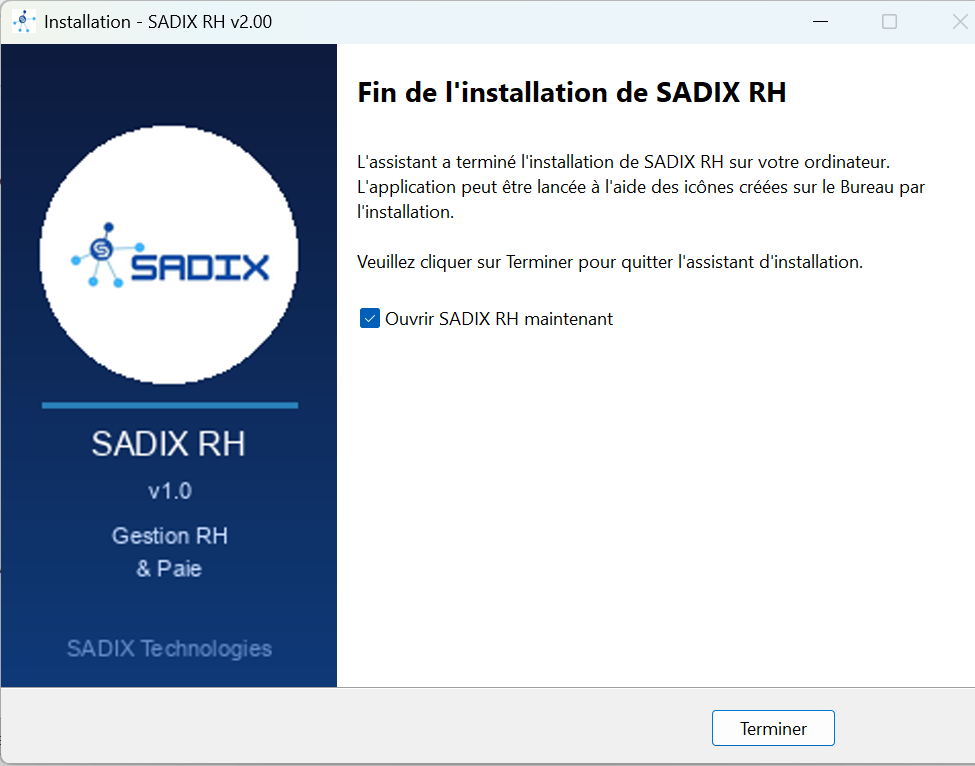 Installation - SADIX RH v2.00
S
SADIX
SADIX RH
v1.0
Gestion RH
& Paie
SADIX Technologies
Fin de l'installation de SADIX RH
L'assistant a terminé l'installation de SADIX RH sur votre ordinateur.
L'application peut être lancée à l'aide des icônes créées sur le Bureau par
l'installation.
Veuillez cliquer sur Terminer pour quitter l'assistant d'installation.
Ouvrir SADIX RH maintenant
Terminer